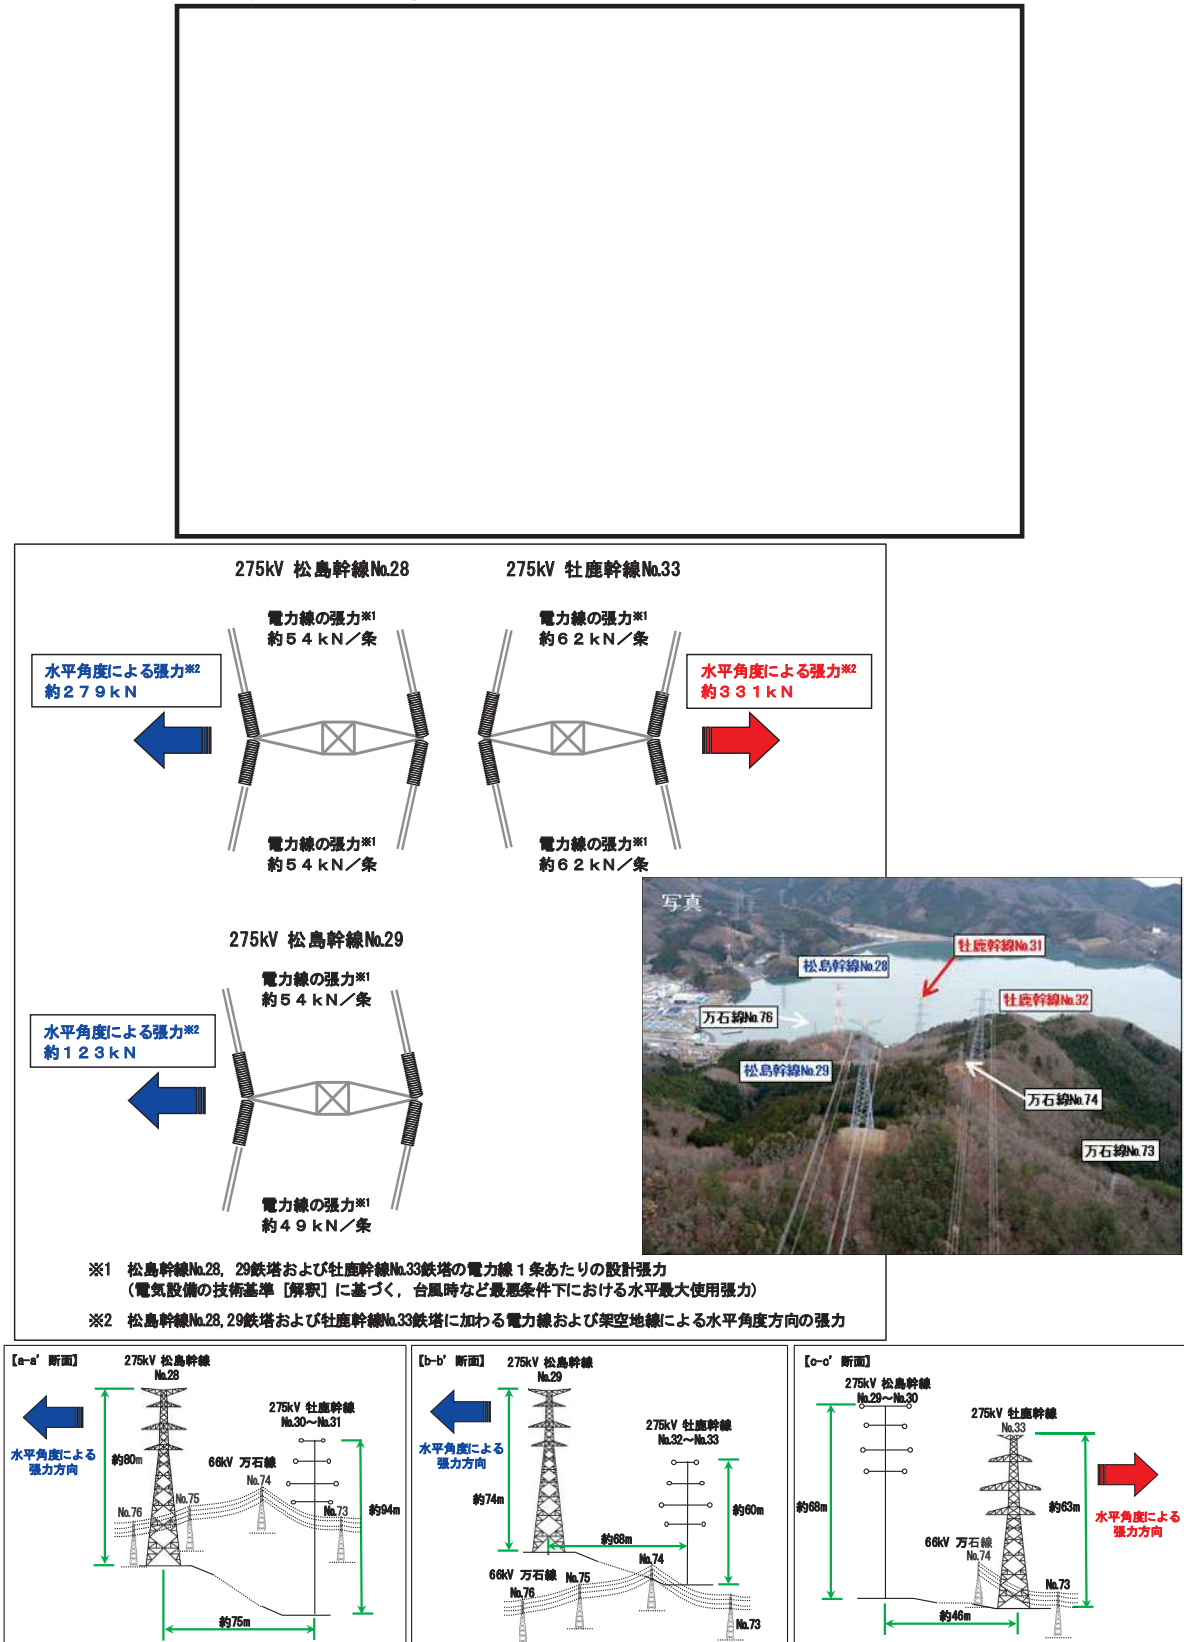 275kV 松島幹線No.28
275kV 牡鹿幹線No.33
電力線の張力※1
約54kN/条
電力線の張力※1
約62kN/条
水平角度による張力※2
約279kN
水平角度による張力※2
約331kN
電力線の張力※1
約54kN/条
電力線の張力※1
約62kN/条
275kV 松島幹線No.29
電力線の張力※1
約54kN/条
水平角度による張力※2
約123kN
電力線の張力※1
約49kN/条
写真
牡鹿幹線No.31
松島幹線No.28
牡鹿幹線No.32
万石線No.76
松島幹線No.29
万石線No.74
万石線No.73
※1 松島幹線No.28, 29鉄塔および牡鹿幹線No.33鉄塔の電力線1条あたりの設計張力
(電気設備の技術基準[解釈]に基づく, 台風時など最悪条件下における水平最大使用張力)
※2 松島幹線No.28,29鉄塔および牡鹿幹線No.33鉄塔に加わる電力線および架空地線による水平角度方向の張力
【a-a' 断面】
275kV 松島幹線
No.28
275kV 牡鹿幹線
No.30～No.31
水平角度による
張力方向
約80m
66kV 万石線
No.74
No.75
No.76
No.73
約94m
約75m
【b-b' 断面】
275kV 松島幹線
No.29
275kV 牡鹿幹線
No.32～No.33
水平角度による
張力方向
約74m
約60m
約68m
66kV 万石線
No.74
No.75
No.76
No.73
【c-c' 断面】
275kV 松島幹線
No.29～No.30
275kV 牡鹿幹線
No.33
約68m
約63m
水平角度による
張力方向
66kV 万石線
No.74
No.73
約46m